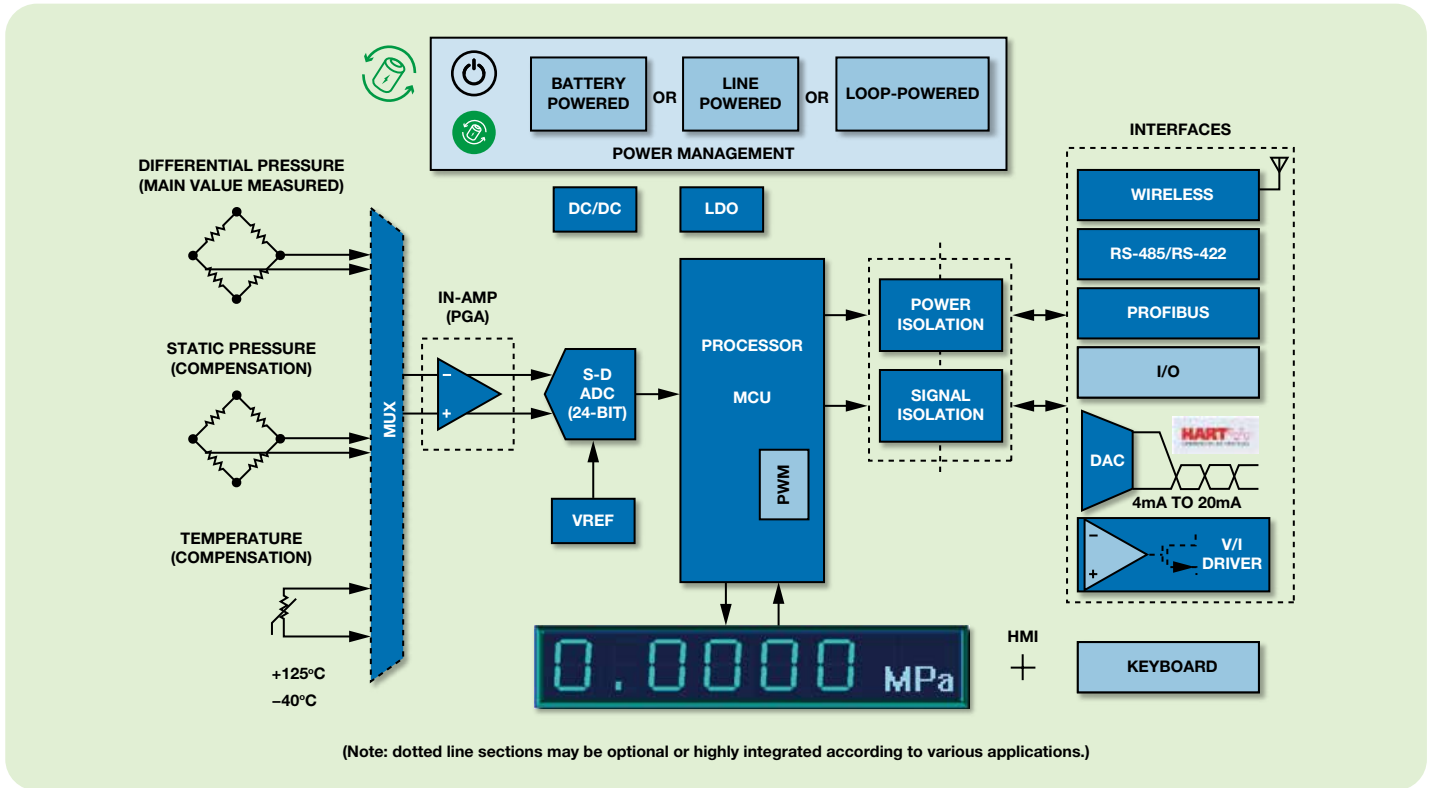 BATTERY
POWERED
OR
LINE
POWERED
OR
LOOP-POWERED
POWER MANAGEMENT
DC/DC
LDO
DIFFERENTIAL PRESSURE
(MAIN VALUE MEASURED)
STATIC PRESSURE
(COMPENSATION)
TEMPERATURE
(COMPENSATION)
+125°C
–40°C
MUX
IN-AMP
(PGA)
–
+
S-D
ADC
(24-BIT)
VREF
PROCESSOR
MCU
PWM
POWER
ISOLATION
SIGNAL
ISOLATION
INTERFACES
WIRELESS
RS-485/RS-422
PROFIBUS
I/O
HART
DAC
4mA TO 20mA
–
+
V/I
DRIVER
0.0000 MPa
HMI
+
KEYBOARD
(Note: dotted line sections may be optional or highly integrated according to various applications.)